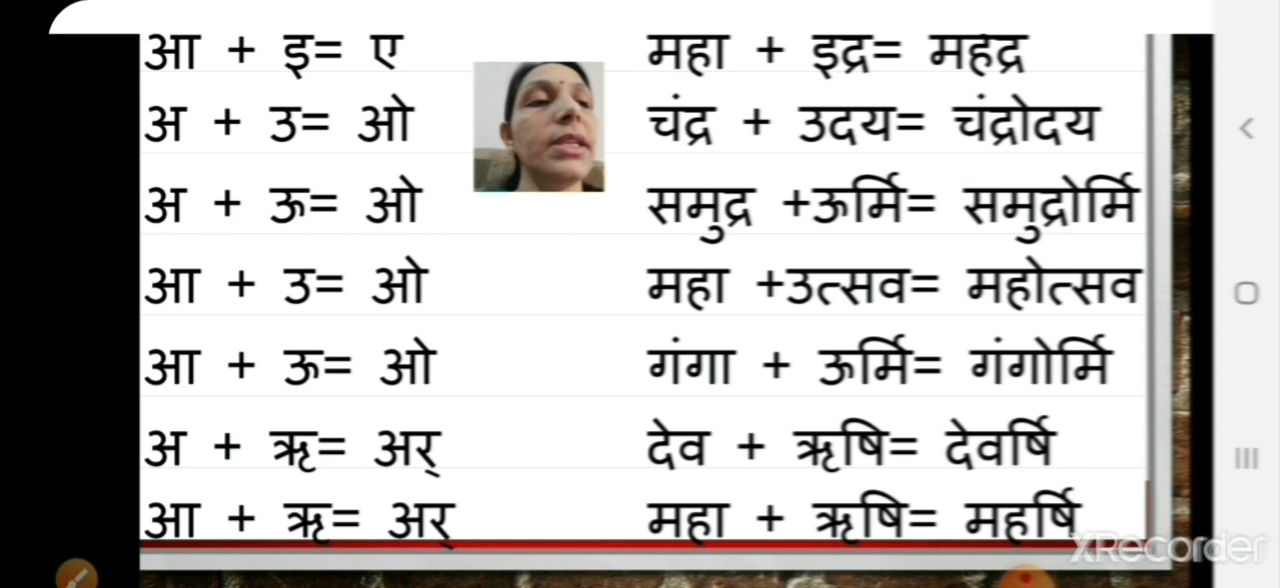 आ + इ= ए महा + इद्र= महेद्र
अ + उ= ओ चंद्र + उदय= चंद्रोदय
अ + ऊ= ओ समुद्र +ऊर्मि= समुद्रोर्मि
आ + उ= ओ महा +उत्सव= महोत्सव
आ + ऊ= ओ गंगा + ऊर्मि= गंगोर्मि
अ + ऋ= अर् देव + ऋषि= देवर्षि
आ + ऋ= अर् महा + ऋषि= महर्षि
XRecorder